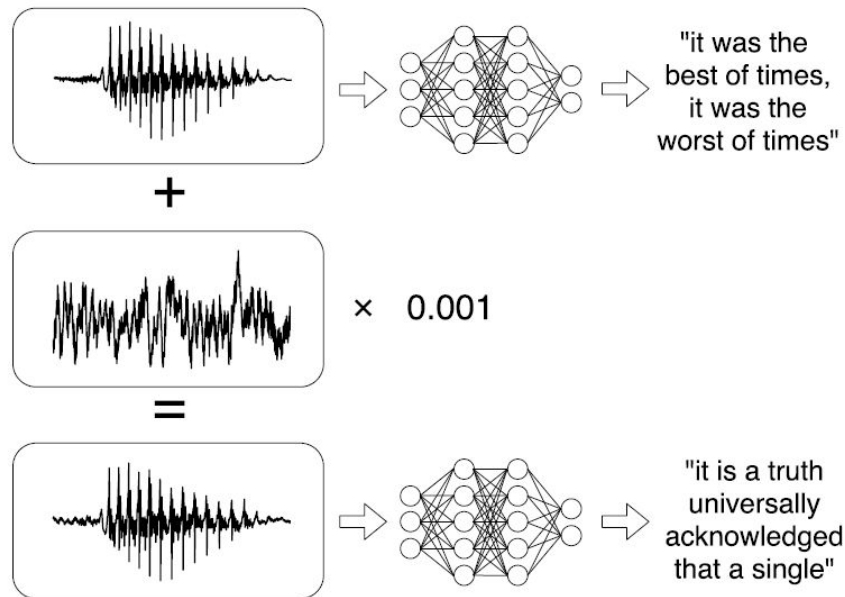 "it was the
best of times,
it was the
worst of times"
+
× 0.001
=
"it is a truth
universally
acknowledged
that a single"